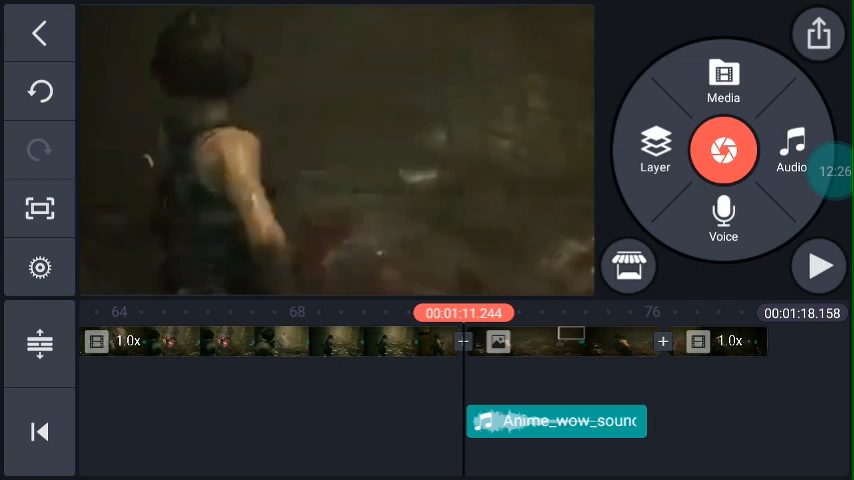 Media
Layer
Audio
12:26
Voice
64
68
00:01:11.244
76
00:01:18.158
1.0x
1.0x
Anime_wow_sound